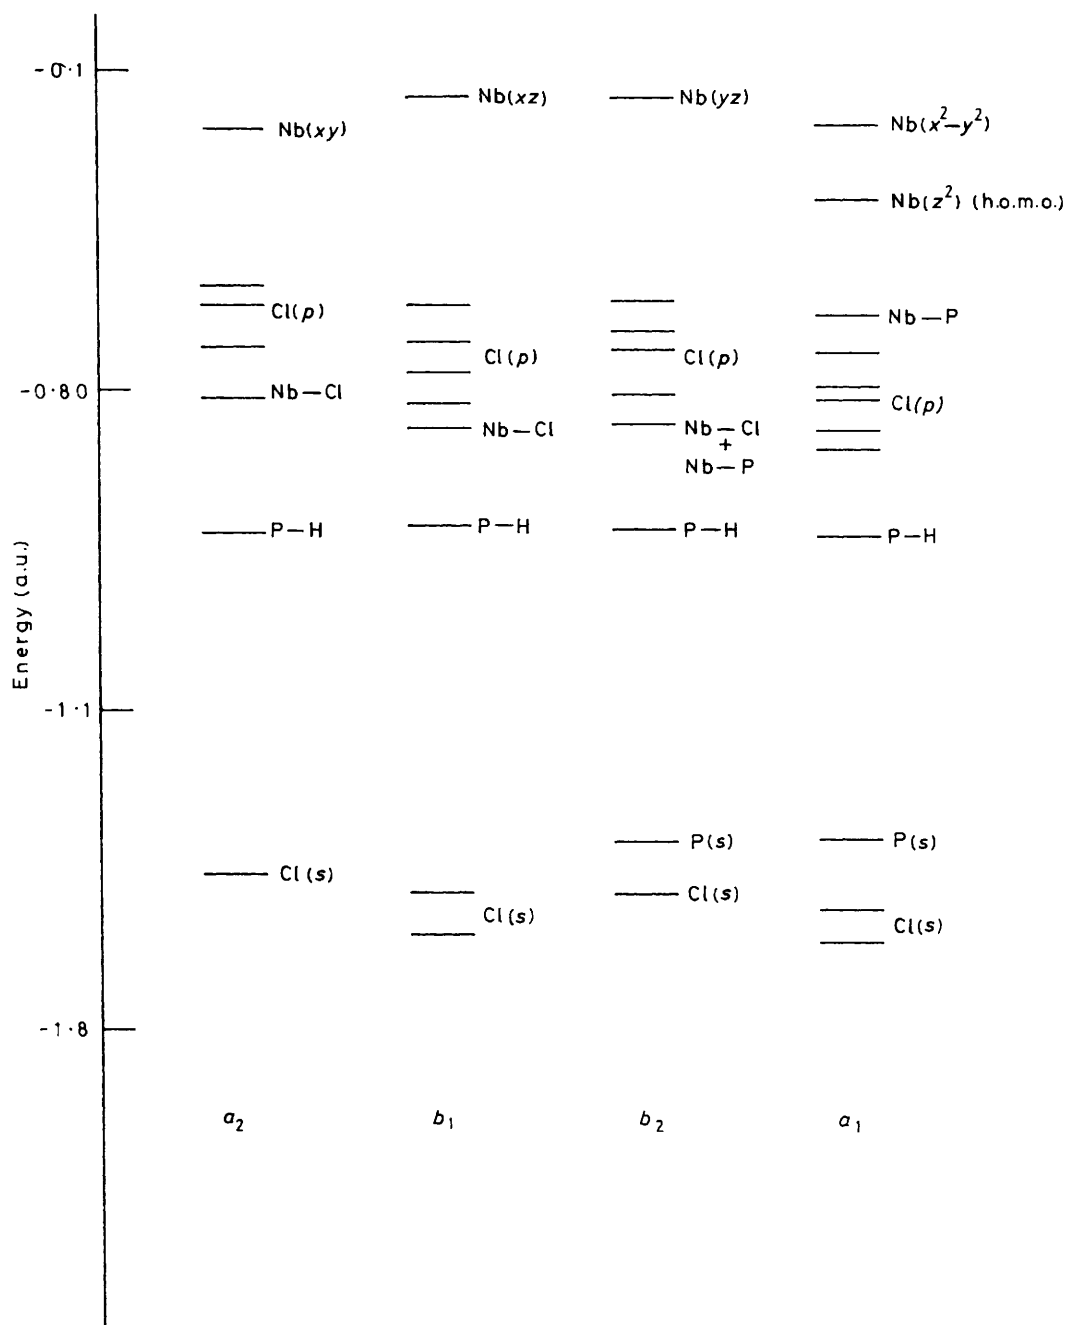 -0.1
Nb(xy)
Nb(xz)
Nb(yz)
Nb(x²–y²)
Nb(z²) (h.o.m.o.)
Cl(p)
Cl(p)
Cl(p)
Nb–P
-0.80
Nb–Cl
Nb–Cl
Nb–Cl
+
Nb–P
Cl(p)
P–H
P–H
P–H
P–H
Energy (a.u.)
-1.1
Cl(s)
Cl(s)
P(s)
Cl(s)
P(s)
Cl(s)
-1.8
a₂
b₁
b₂
a₁